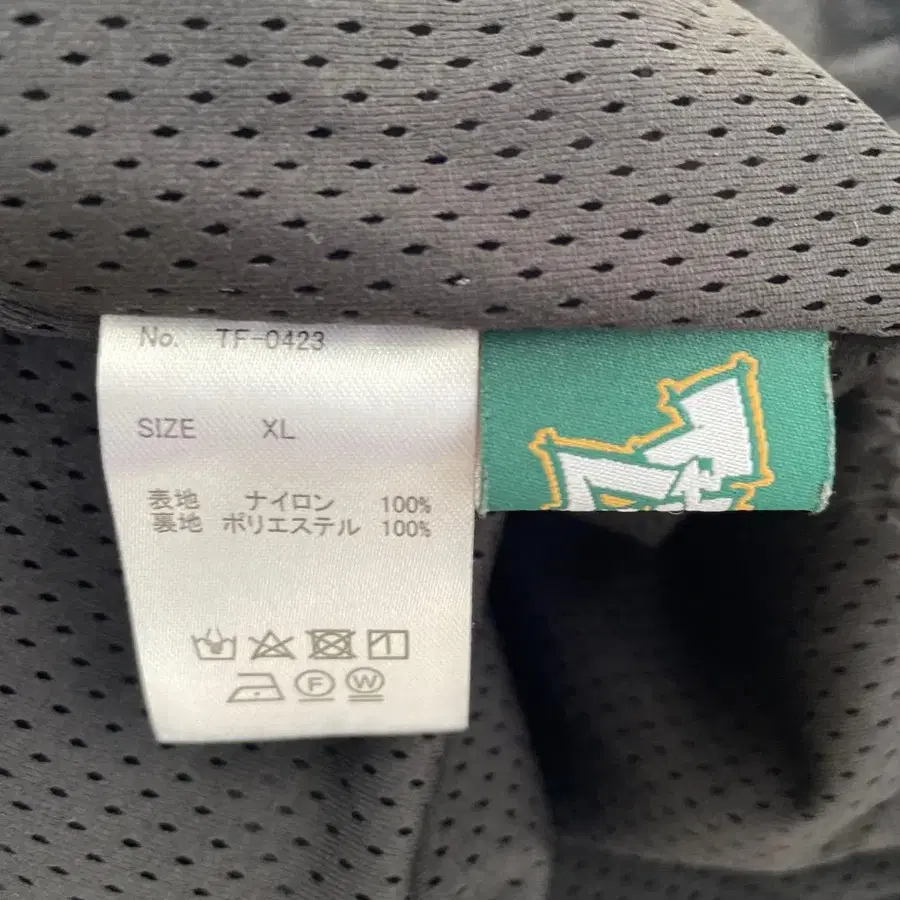 No. TF-0423
SIZE XL
表地 ナイロン 100%
裏地 ポリエステル 100%
F W